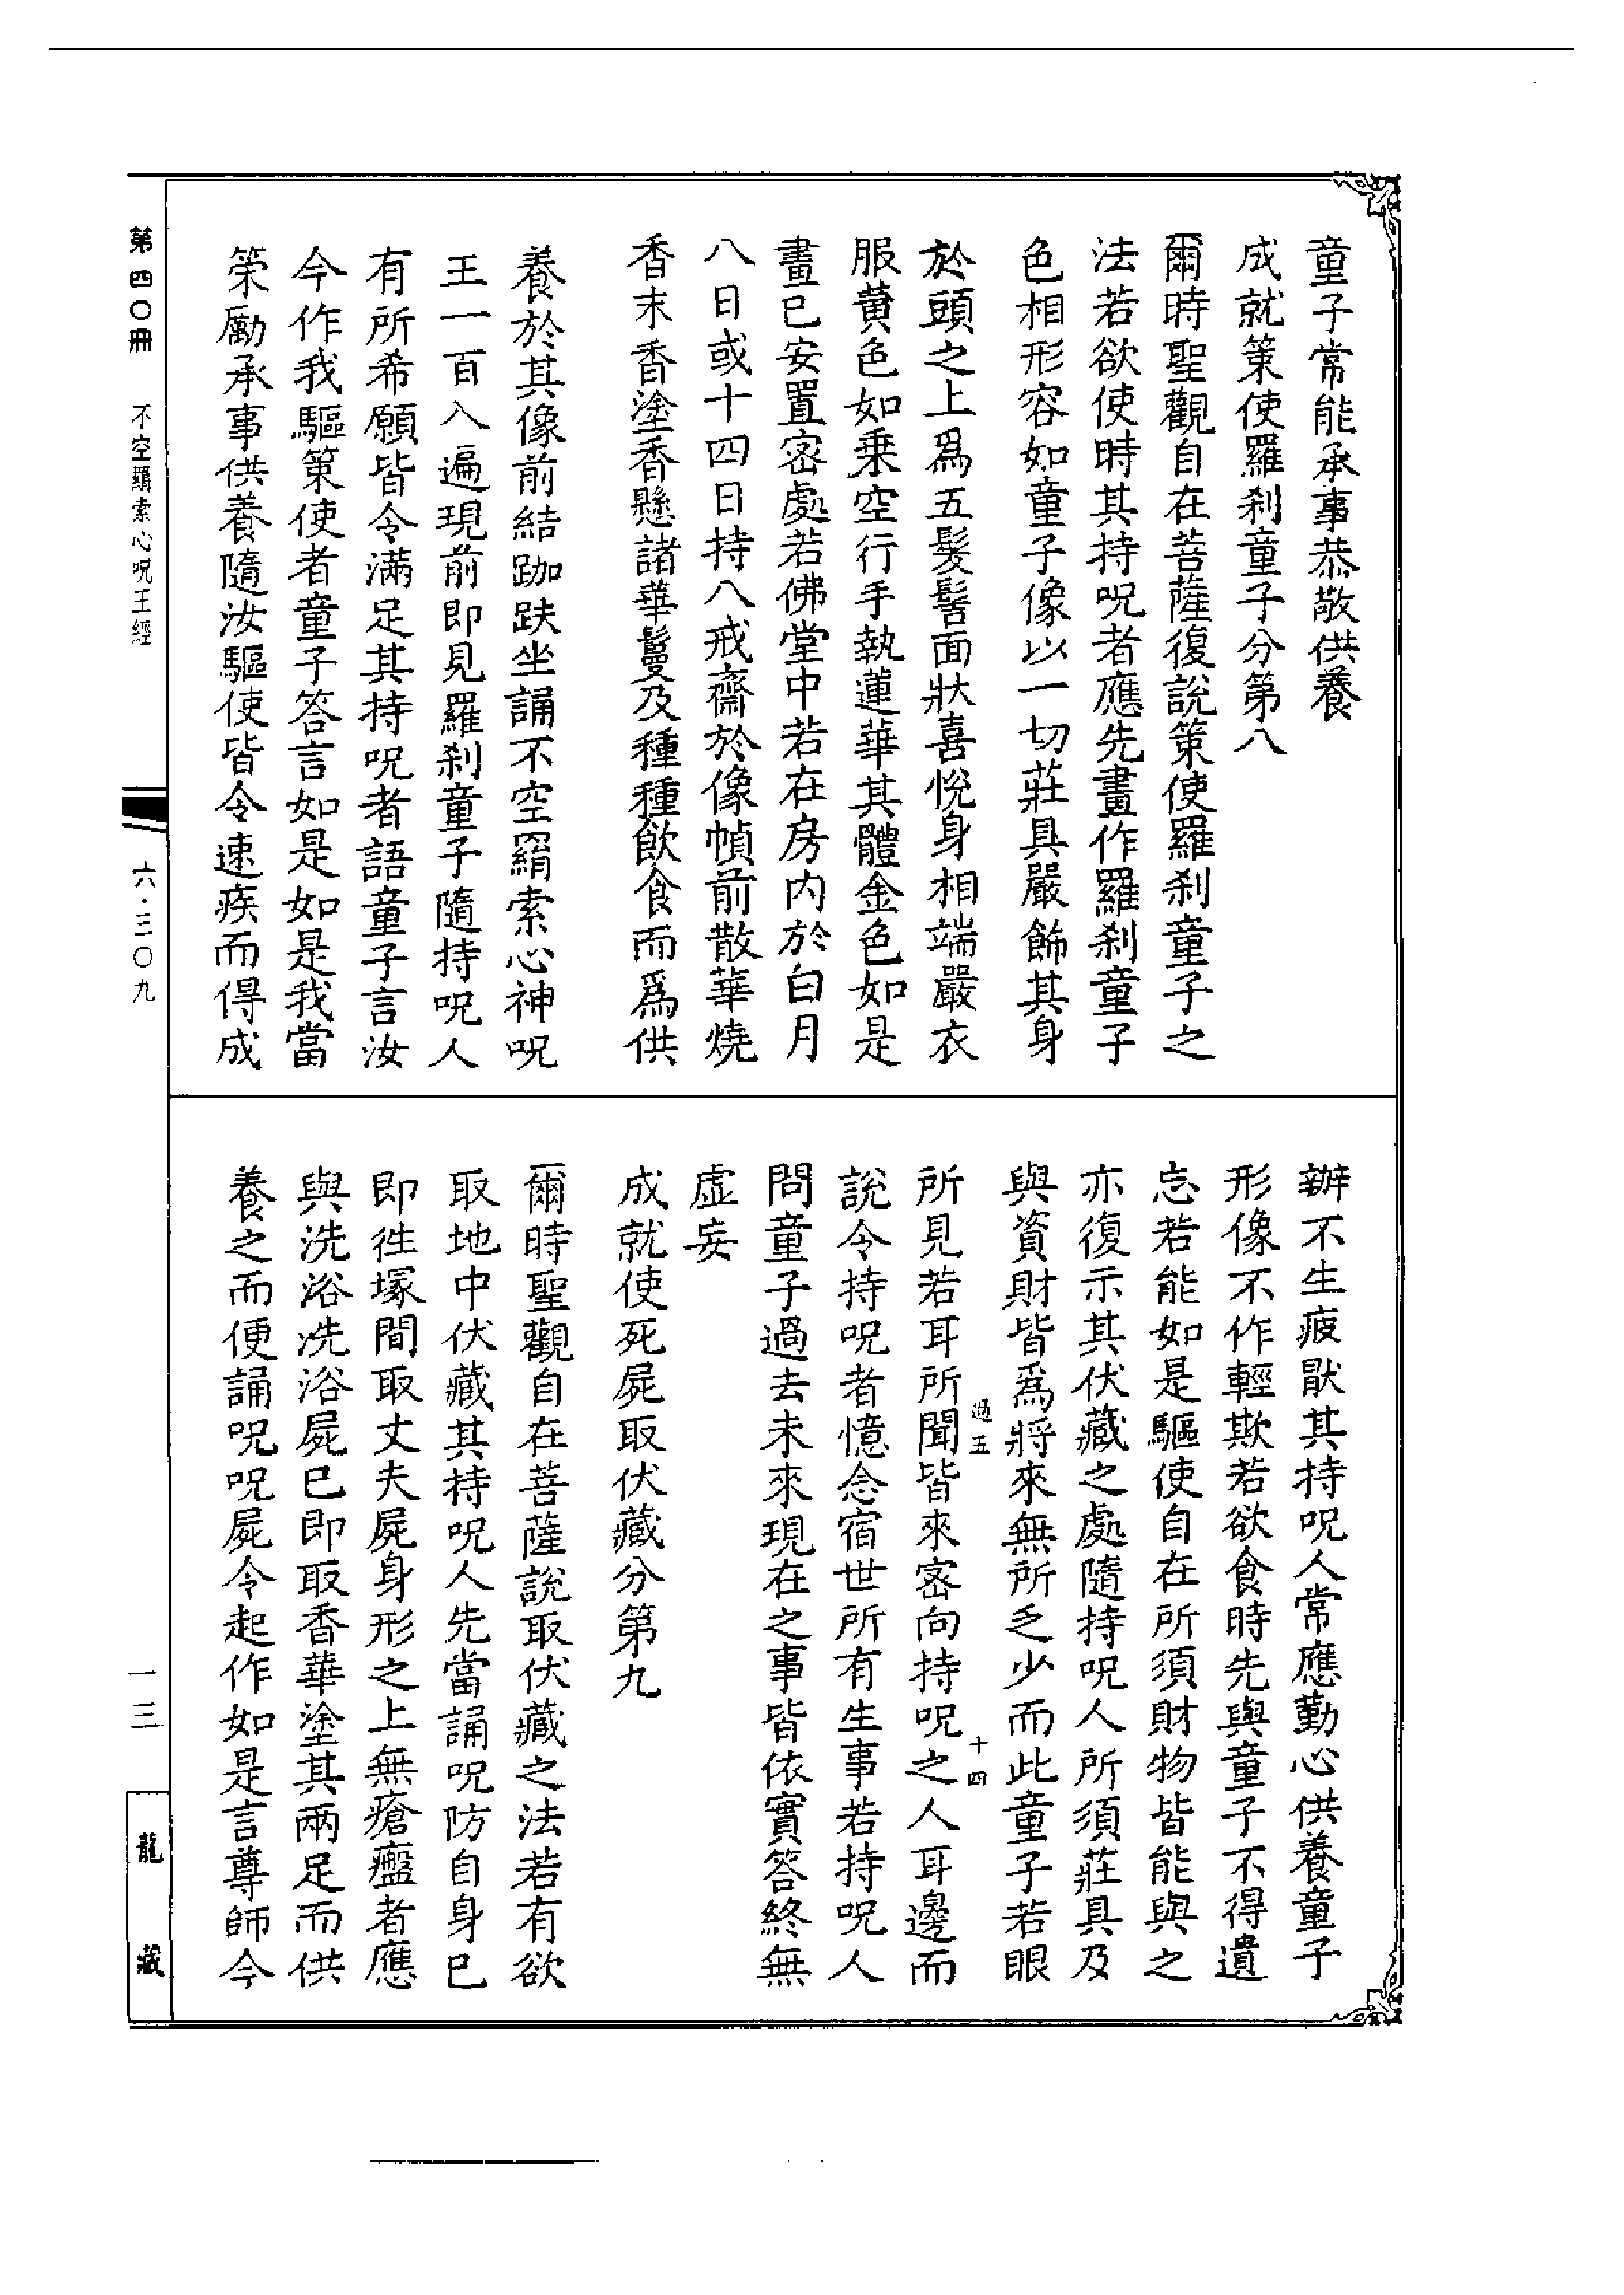 童子常能承事恭敬供養
成就策使羅刹童子分第八
爾時聖觀自在菩薩復說策使羅刹童子之
法若欲使時其持呪者應先畫作羅刹童子
色相形容如童子像以一切莊具嚴飾其身
於頭之上爲五髮髻面狀喜悅身相端嚴衣
服黄色如乗空行手執蓮華其體金色如是
畫已安置密處若佛堂中若在房内於白月
八日或十四日持八戒齋於像幀前散華燒
香末香塗香懸諸華鬘及種種飲食而爲供
養於其像前結跏趺坐誦不空羂索心神呪
王一百八遍現前即見羅刹童子隨持呪人
有所希願皆令滿足其持呪者語童子言汝
今作我驅策使者童子答言如是如是我當
策勵承事供養隨汝驅使皆令速疾而得成
辦不生疲猒其持呪人常應勤心供養童子
形像不作輕欺若欲食時先與童子不得遺
忘若能如是驅使自在所須財物皆能與之
亦復示其伏藏之處隨持呪人所須莊具及
與資財皆爲將來無所乏少而此童子若眼
過五 十四
所見若耳所聞皆來密向持呪之人耳邊而
說令持呪者憶念宿世所有生事若持呪人
問童子過去未來現在之事皆依實答終無
虚妄
成就使死屍取伏藏分第九
爾時聖觀自在菩薩說取伏藏之法若有欲
取地中伏藏其持呪人先當誦呪防自身已
即徃塚間取丈夫屍身形之上無瘡瘢者應
與洗浴洗浴屍已即取香華塗其兩足而供
養之而便誦呪呪屍令起作如是言尊師今
第四〇冊 不空羂索心呪王經 六·三〇九 一三 龍藏